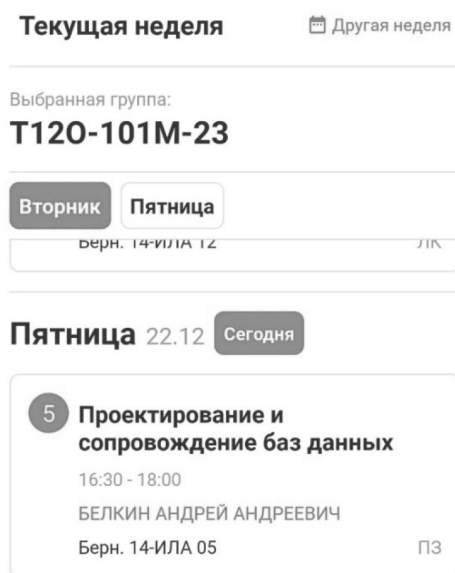 Текущая неделя
Другая неделя
Выбранная группа:
Т12О-101М-23
Вторник
Пятница
Берн. 14-ИЛА 12 ЛК
Пятница 22.12 Сегодня
5 Проектирование и
сопровождение баз данных
16:30 - 18:00
БЕЛКИН АНДРЕЙ АНДРЕЕВИЧ
Берн. 14-ИЛА 05 ПЗ